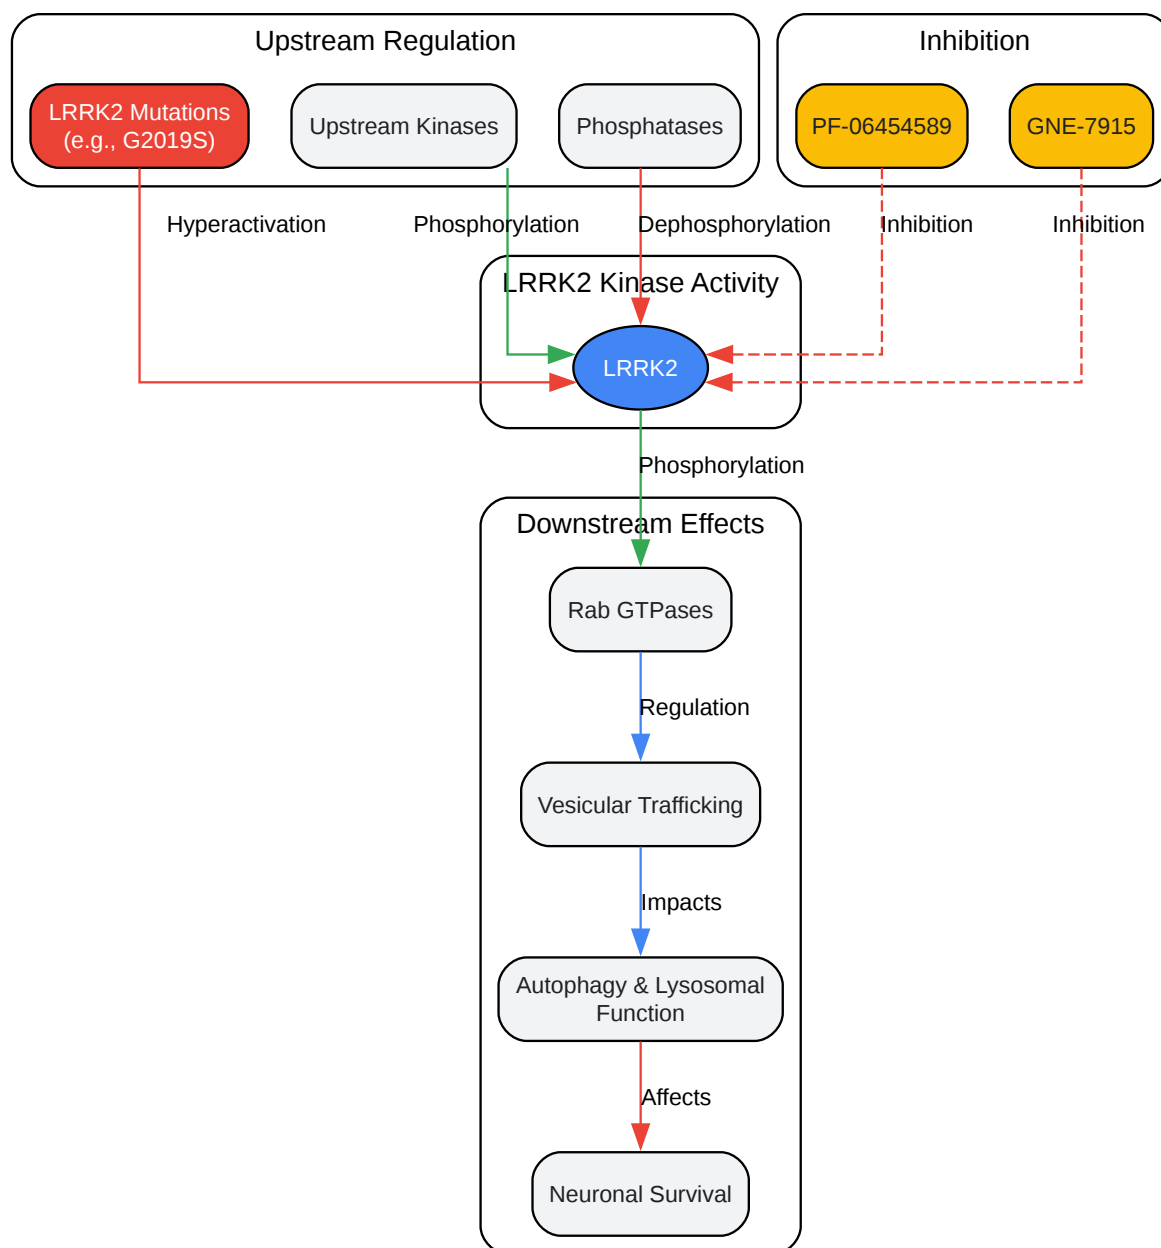 Upstream Regulation
Inhibition
LRRK2 Mutations
(e.g., G2019S)
Upstream Kinases
Phosphatases
PF-06454589
GNE-7915
Hyperactivation
Phosphorylation
Dephosphorylation
Inhibition
Inhibition
LRRK2 Kinase Activity
LRRK2
Phosphorylation
Downstream Effects
Rab GTPases
Regulation
Vesicular Trafficking
Impacts
Autophagy & Lysosomal
Function
Affects
Neuronal Survival